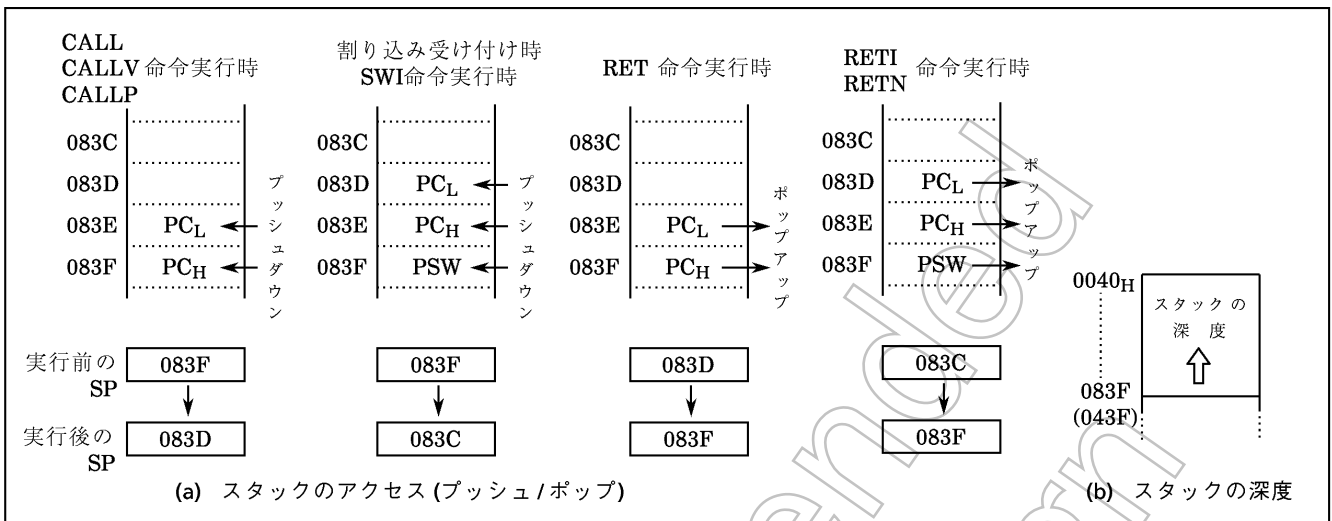 CALL
CALLV 命令実行時
CALLP
083C
083D
083E PCL
083F PCH
プッシュダウン
割り込み受け付け時
SWI命令実行時
083C
083D PCL
083E PCH
083F PSW
プッシュダウン
RET 命令実行時
083C
083D
083E PCL
083F PCH
ポップアップ
RETI 命令実行時
RETN
083C
083D PCL
083E PCH
083F PSW
ポップアップ
実行前の
SP
083F
083F
083D
083C
実行後の
SP
083D
083C
083F
083F
(a) スタックのアクセス (プッシュ/ポップ)
0040H
スタックの
深 度
083F
(043F)
(b) スタックの深度